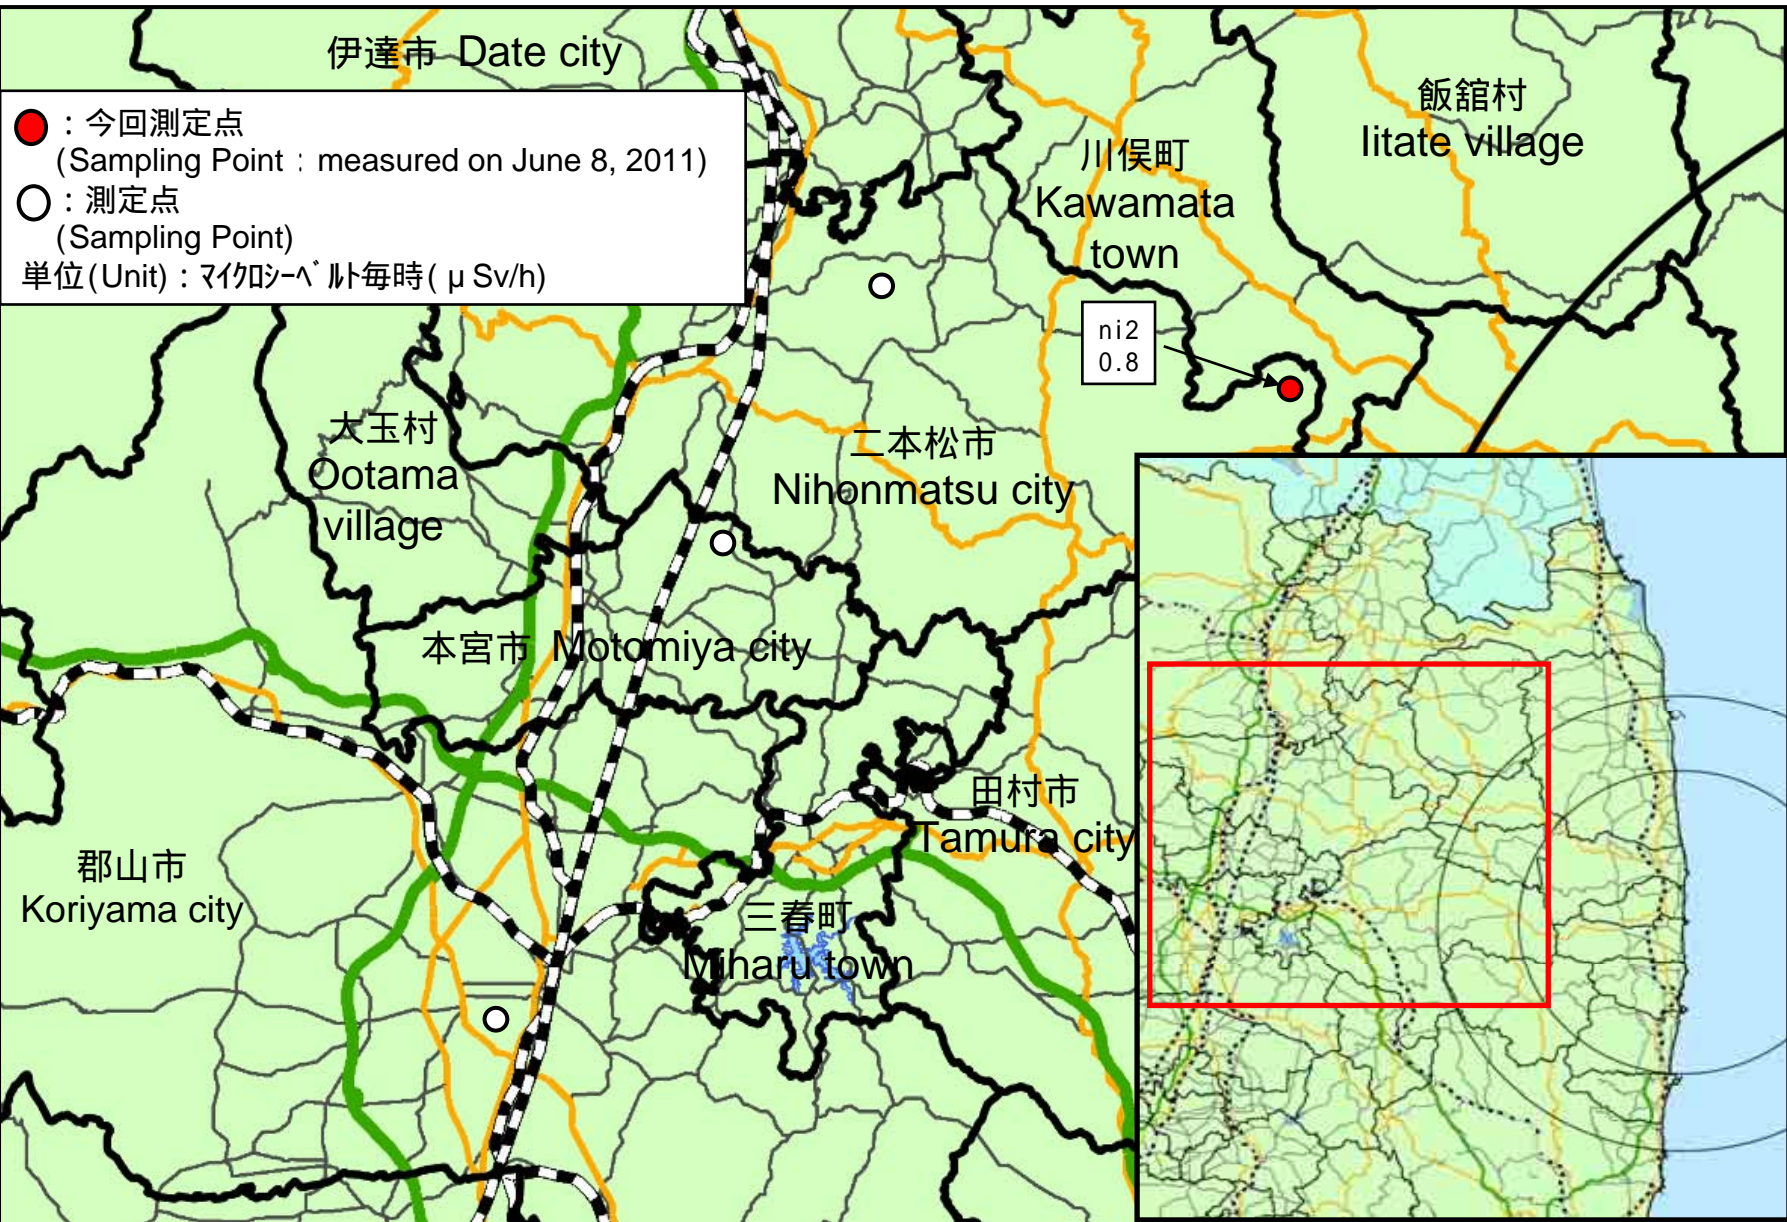 伊達市 Date city
：今回測定点
(Sampling Point：measured on June 8, 2011)
：測定点
(Sampling Point)
単位(Unit)：ﾏｲｸﾛｼｰﾍﾞﾙﾄ毎時( μ Sv/h)
飯舘村
Iitate village
川俣町
Kawamata
town
ni2
0.8
大玉村
Ootama
village
二本松市
Nihonmatsu city
本宮市 Motomiya city
田村市
Tamura city
郡山市
Koriyama city
三春町
Miharu town